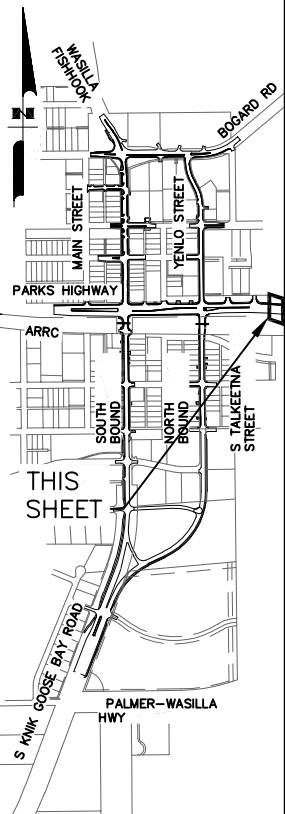 WASILLA
FISHHOOK
BOGARD RD
N
MAIN STREET
YENLO STREET
PARKS HIGHWAY
ARRC
SOUTH
BOUND
NORTH
BOUND
S TALKEETNA
STREET
THIS
SHEET
S KNIK GOOSE BAY ROAD
PALMER-WASILLA
HWY